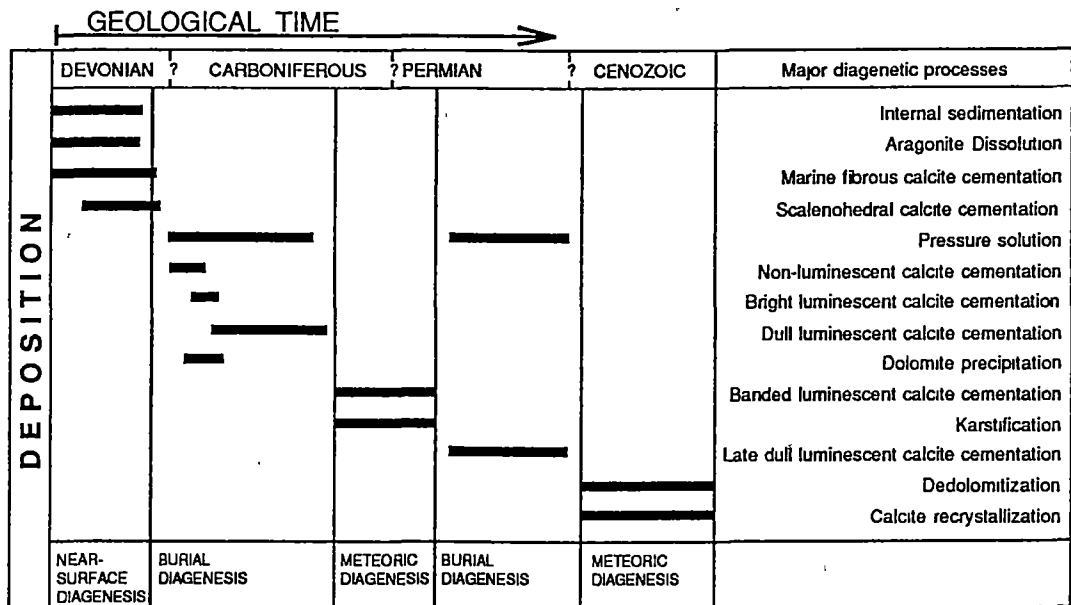 GEOLOGICAL TIME
DEVONIAN ? CARBONIFEROUS ? PERMIAN ? CENOZOIC Major diagenetic processes
DEPOSITION
Internal sedimentation
Aragonite Dissolution
Marine fibrous calcite cementation
Scalenohedral calcite cementation
Pressure solution
Non-luminescent calcite cementation
Bright luminescent calcite cementation
Dull luminescent calcite cementation
Dolomite precipitation
Banded luminescent calcite cementation
Karstification
Late dull luminescent calcite cementation
Dedolomitization
Calcite recrystallization
NEAR-
SURFACE
DIAGENESIS
BURIAL
DIAGENESIS
METEORIC
DIAGENESIS
BURIAL
DIAGENESIS
METEORIC
DIAGENESIS